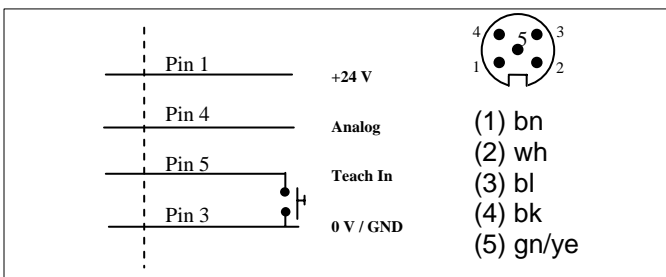 Pin 1
+24 V
Pin 4
Analog
Pin 5
Teach In
Pin 3
0 V / GND
4 5 3
1 2
(1) bn
(2) wh
(3) bl
(4) bk
(5) gn/ye